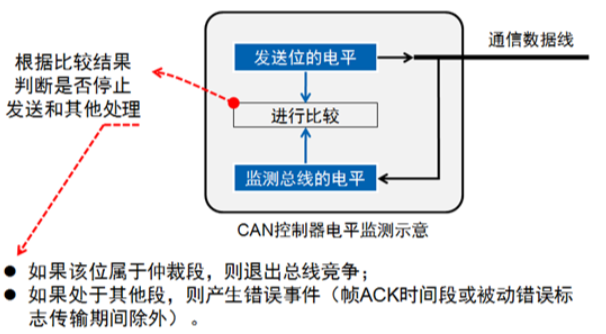 发送位的电平
通信数据线
根据比较结果
判断是否停止
发送和其他处理
进行比较
监测总线的电平
CAN控制器电平监测示意
● 如果该位属于仲裁段，则退出总线竞争；
● 如果处于其他段，则产生错误事件（帧ACK时间段或被动错误标
志传输期间除外）。